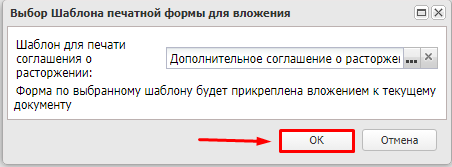 Выбор Шаблона печатной формы для вложения
Шаблон для печати
соглашения о
расторжении:
Дополнительное соглашение о расторжен
...
Форма по выбранному шаблону будет прикреплена вложением к текущему
документу
ОК
Отмена